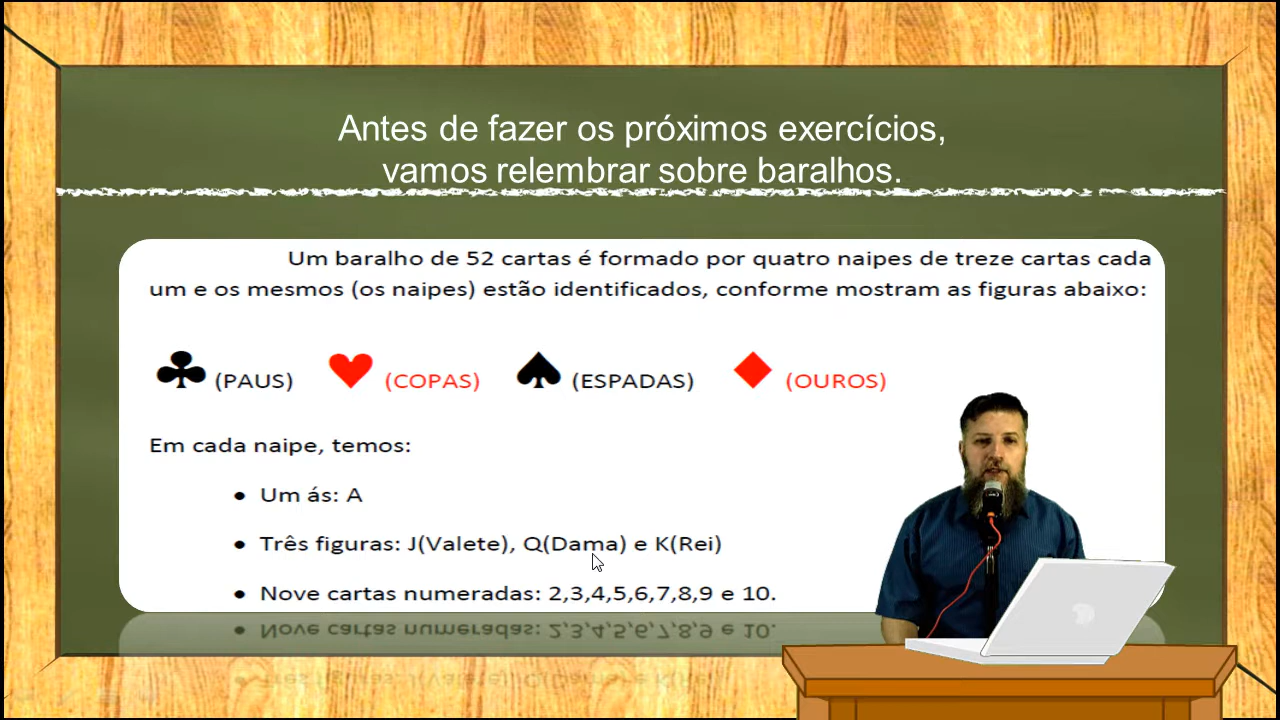 Antes de fazer os próximos exercícios,
vamos relembrar sobre baralhos.
Um baralho de 52 cartas é formado por quatro naipes de treze cartas cada
um e os mesmos (os naipes) estão identificados, conforme mostram as figuras abaixo:
(PAUS) (COPAS) (ESPADAS) (OUROS)
Em cada naipe, temos:
• Um ás: A
• Três figuras: J(Valete), Q(Dama) e K(Rei)
• Nove cartas numeradas: 2,3,4,5,6,7,8,9 e 10.